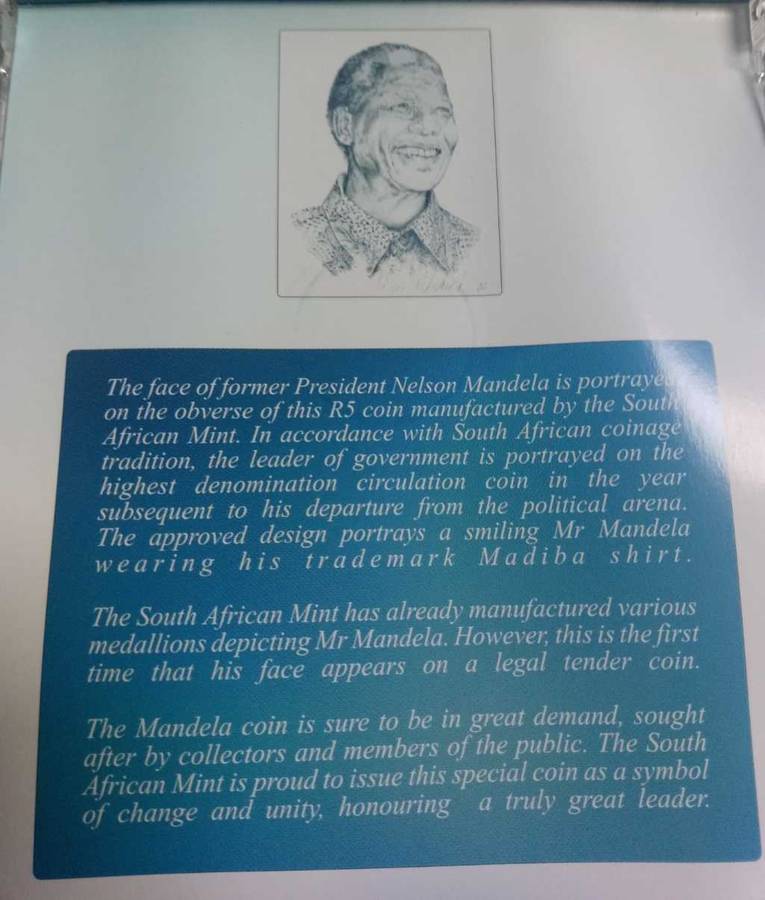 The face of former President Nelson Mandela is portrayed
on the obverse of this R5 coin manufactured by the South
African Mint. In accordance with South African coinage
tradition, the leader of government is portrayed on the
highest denomination circulation coin in the year
subsequent to his departure from the political arena.
The approved design portrays a smiling Mr Mandela
wearing his trademark Madiba shirt.
The South African Mint has already manufactured various
medallions depicting Mr Mandela. However, this is the first
time that his face appears on a legal tender coin.
The Mandela coin is sure to be in great demand, sought
after by collectors and members of the public. The South
African Mint is proud to issue this special coin as a symbol
of change and unity, honouring a truly great leader.